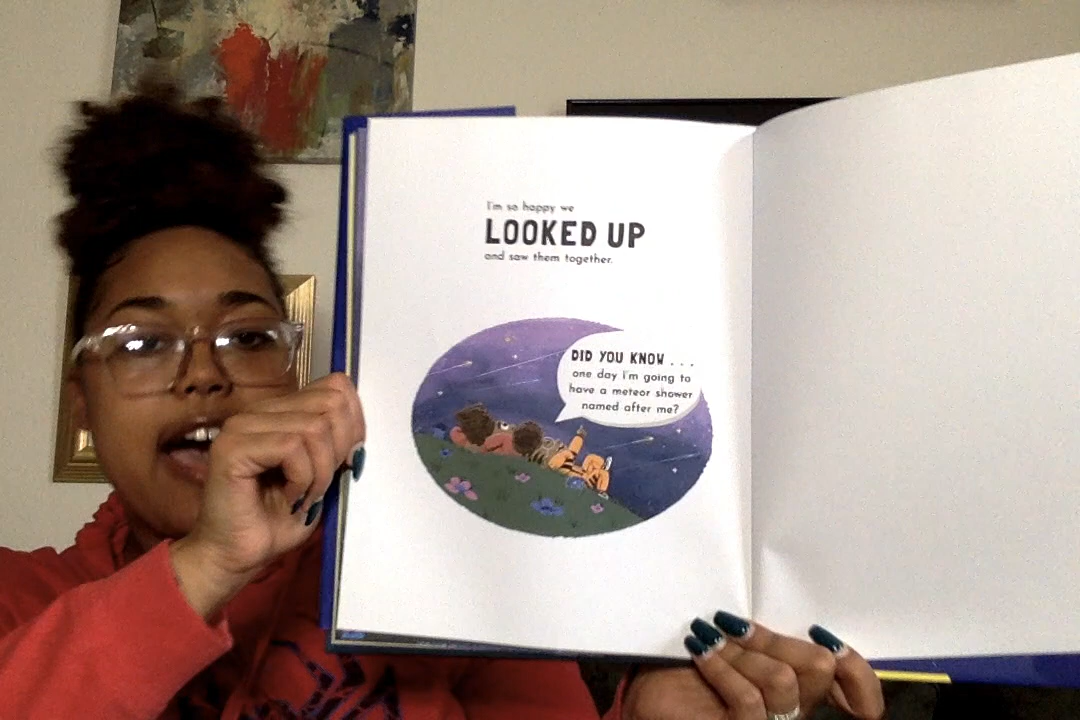 I'm so happy we
LOOKED UP
and saw them together.
DID YOU KNOW . . .
one day I'm going to
have a meteor shower
named after me?